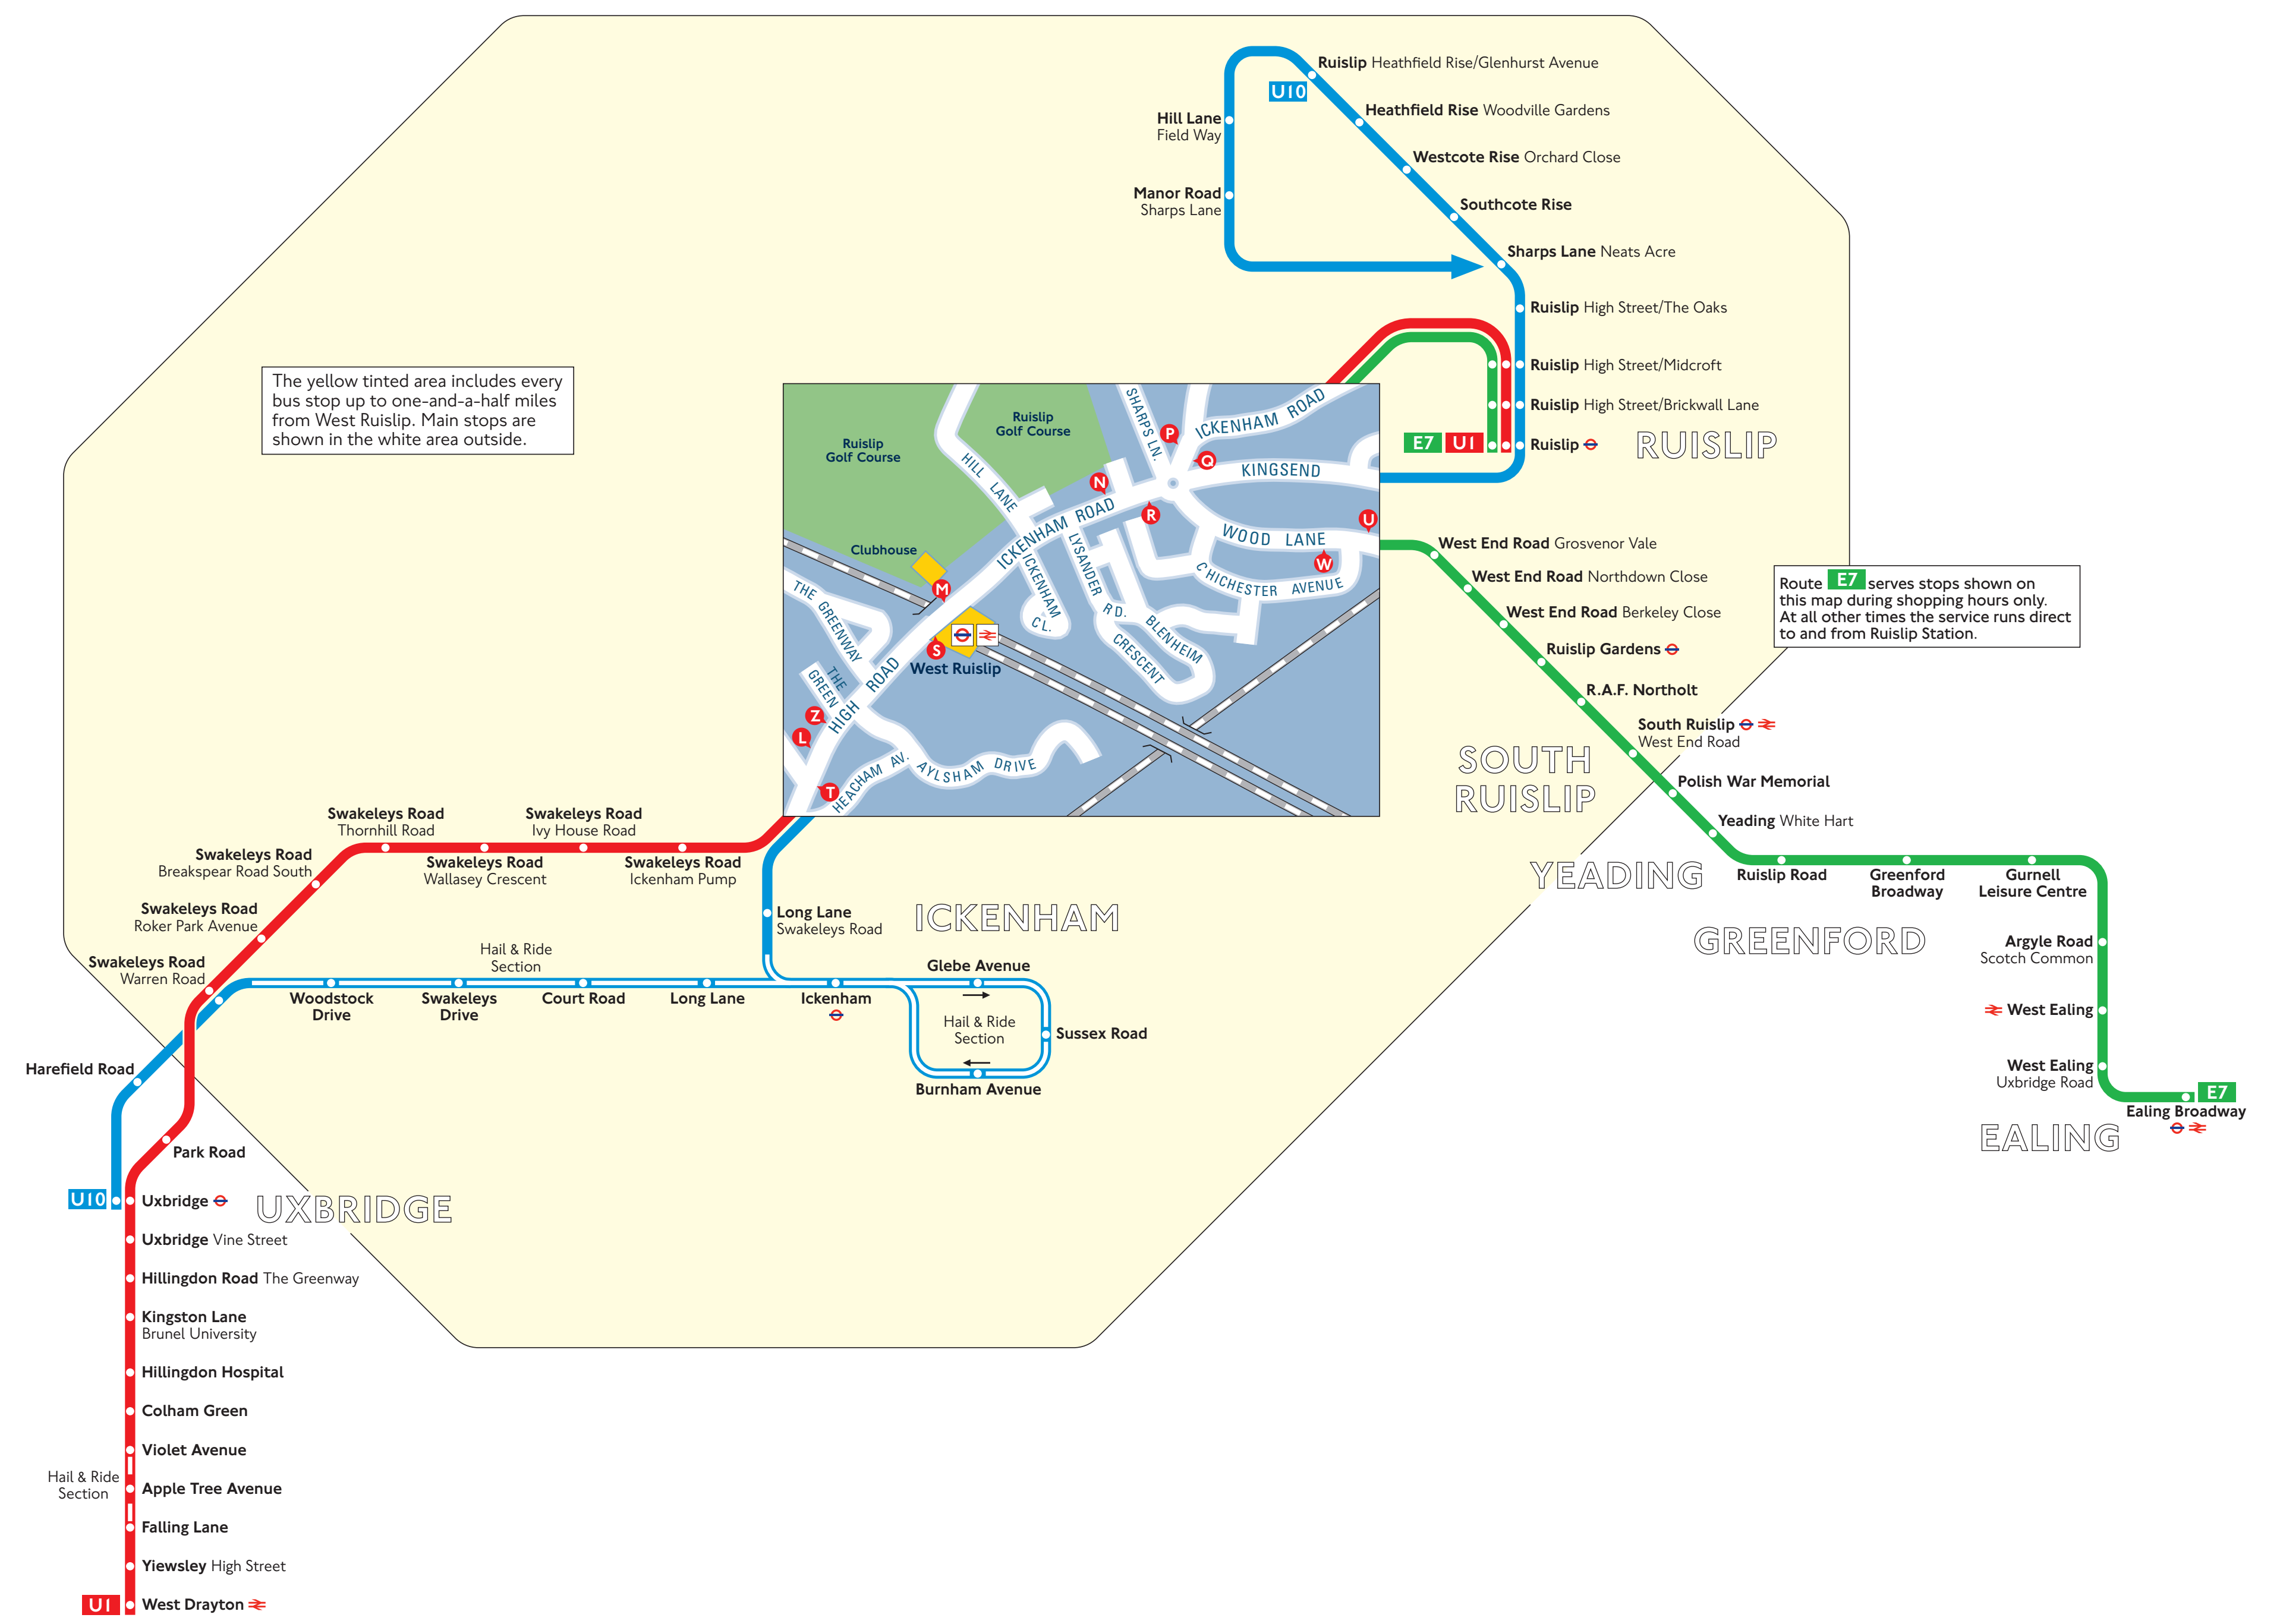 Ruislip Heathfield Rise/Glenhurst Avenue
U10
Heathfield Rise Woodville Gardens
Hill Lane
Field Way
Westcote Rise Orchard Close
Manor Road
Sharps Lane
Southcote Rise
Sharps Lane Neats Acre
Ruislip High Street/The Oaks
Ruislip High Street/Midcroft
Ruislip High Street/Brickwall Lane
E7
U1
Ruislip
RUISLIP
The yellow tinted area includes every
bus stop up to one-and-a-half miles
from West Ruislip. Main stops are
shown in the white area outside.
Ruislip
Golf Course
Ruislip
Golf Course
SHARPS LN.
P
ICKENHAM ROAD
Q
KINGSEND
HILL LANE
N
R
ICKENHAM ROAD
U
WOOD LANE
W
Clubhouse
LYSANDER RD.
ICKENHAM CL.
CHICHESTER AVENUE
M
THE GREENWAY
BLENHEIM
CRESCENT
S
West Ruislip
THE
GREEN
HIGH ROAD
Z
L
T
HEACHAM AV.
AYLSHAM DRIVE
West End Road Grosvenor Vale
West End Road Northdown Close
West End Road Berkeley Close
Ruislip Gardens
R.A.F. Northolt
South Ruislip
West End Road
Polish War Memorial
Yeading White Hart
Route E7 serves stops shown on
this map during shopping hours only.
At all other times the service runs direct
to and from Ruislip Station.
SOUTH
RUISLIP
YEADING
Ruislip Road
Greenford
Broadway
Gurnell
Leisure Centre
GREENFORD
Argyle Road
Scotch Common
West Ealing
West Ealing
Uxbridge Road
E7
Ealing Broadway
EALING
Swakeleys Road
Thornhill Road
Swakeleys Road
Ivy House Road
Swakeleys Road
Breakspear Road South
Swakeleys Road
Wallasey Crescent
Swakeleys Road
Ickenham Pump
Swakeleys Road
Roker Park Avenue
Long Lane
Swakeleys Road
ICKENHAM
Swakeleys Road
Warren Road
Hail & Ride
Section
Woodstock
Drive
Swakeleys
Drive
Court Road
Long Lane
Ickenham
Glebe Avenue
Hail & Ride
Section
Sussex Road
Burnham Avenue
Harefield Road
Park Road
U10
Uxbridge
UXBRIDGE
Uxbridge Vine Street
Hillingdon Road The Greenway
Kingston Lane
Brunel University
Hillingdon Hospital
Colham Green
Violet Avenue
Hail & Ride
Section
Apple Tree Avenue
Falling Lane
Yiewsley High Street
U1
West Drayton